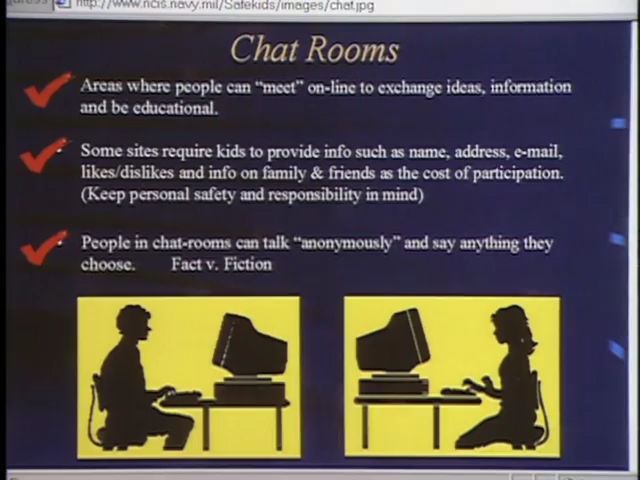 http://www.ncis.navy.mil/Safekids/images/chat.jpg
Chat Rooms
Areas where people can “meet” on-line to exchange ideas, information
and be educational.
Some sites require kids to provide info such as name, address, e-mail,
likes/dislikes and info on family & friends as the cost of participation.
(Keep personal safety and responsibility in mind)
People in chat-rooms can talk “anonymously” and say anything they
choose. Fact v. Fiction